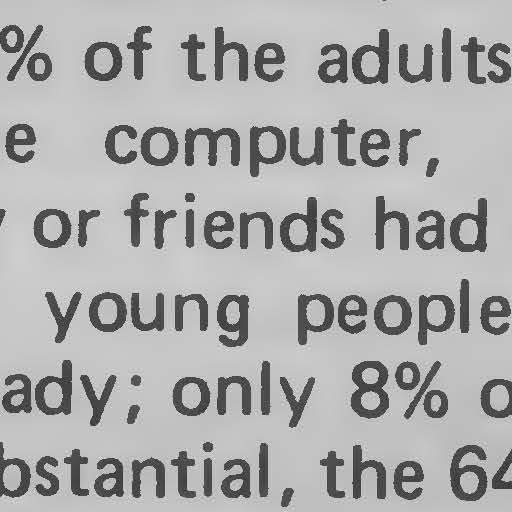 % of the adults
e computer,
or friends had
young people
ady; only 8% o
bstantial, the 64